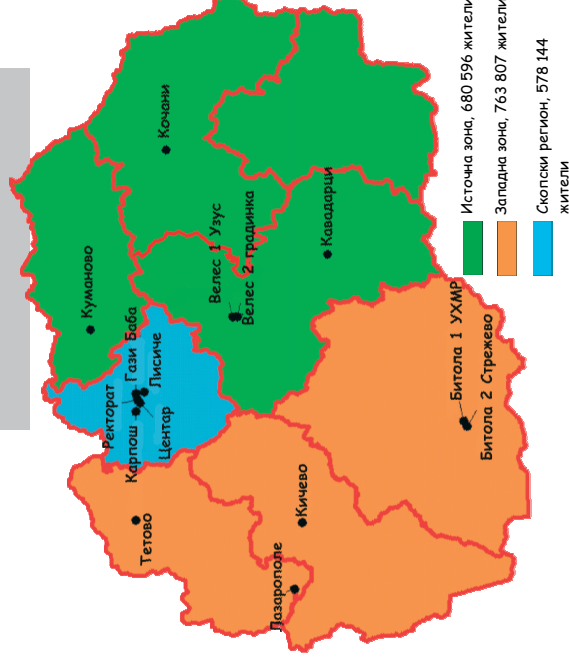 Кочани
Куманово
Велес 1 Узус
Велес 2 градинка
Кавадарци
Ректорат
Гази Баба
Карпош
Лисиче
Центар
Тетово
Кичево
Лазарополе
Битола 1 УХМР
Битола 2 Стрежево
Источна зона, 680 596 жители
Западна зона, 763 807 жители
Скопски регион, 578 144
жители